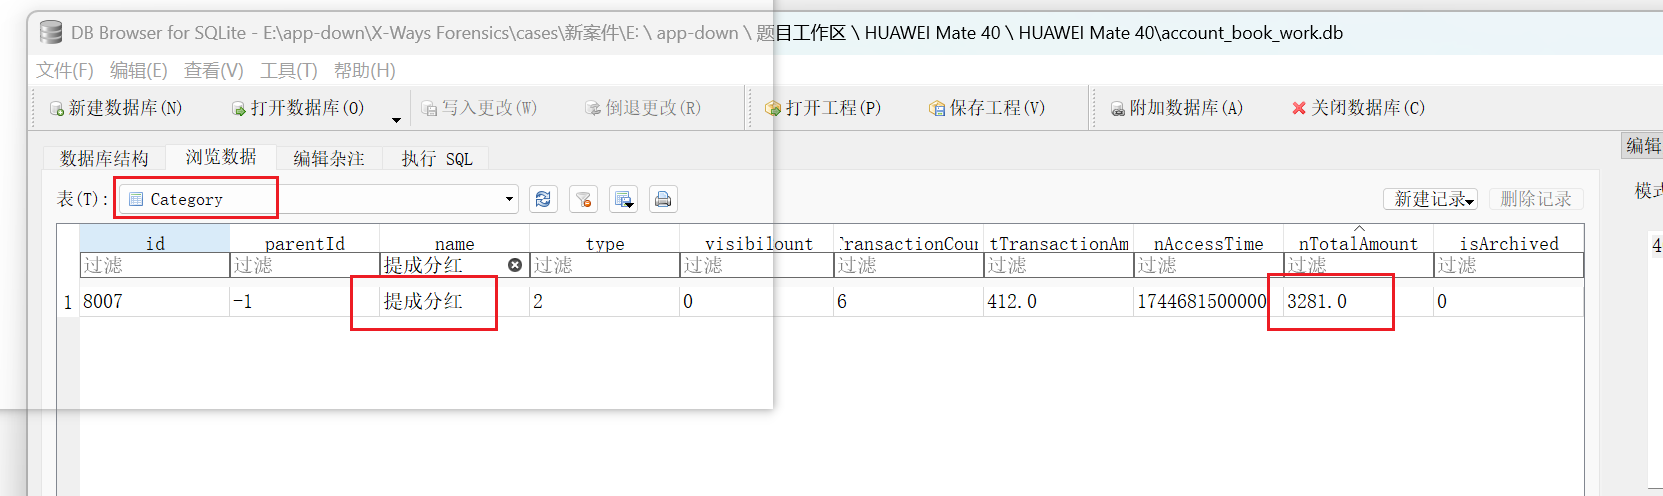 DB Browser for SQLite - E:\app-down\X-Ways Forensics\cases\新案件\E: \ app-down \ 题目工作区 \ HUAWEI Mate 40 \ HUAWEI Mate 40\account_book_work.db
文件(F) 编辑(E) 查看(V) 工具(T) 帮助(H)
新建数据库(N) 打开数据库(O) 写入更改(W) 倒退更改(R) 打开工程(P) 保存工程(V) 附加数据库(A) 关闭数据库(C)
数据库结构 浏览数据 编辑杂注 执行 SQL 编辑
表(T): Category 新建记录 删除记录 模式
id parentId name type visibilount TransactionCoun tTransactionAm nAccessTime nTotalAmount isArchived
过滤 过滤 提成分红 过滤 过滤 过滤 过滤 过滤 过滤 过滤
1 8007 -1 提成分红 2 0 6 412.0 1744681500000 3281.0 0